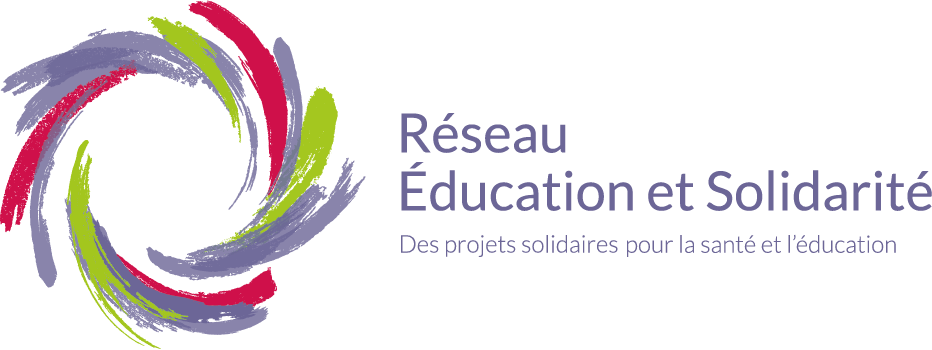 Réseau
Éducation et Solidarité
Des projets solidaires pour la santé et l'éducation